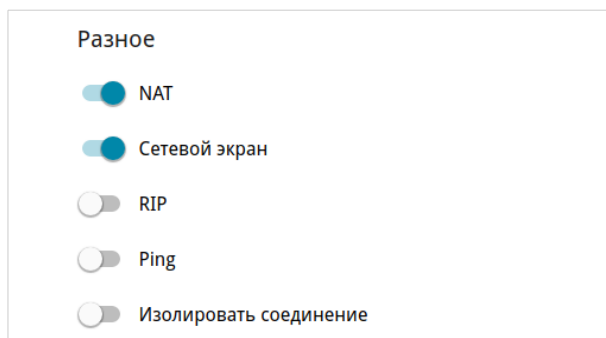 Разное
NAT
Сетевой экран
RIP
Ping
Изолировать соединение